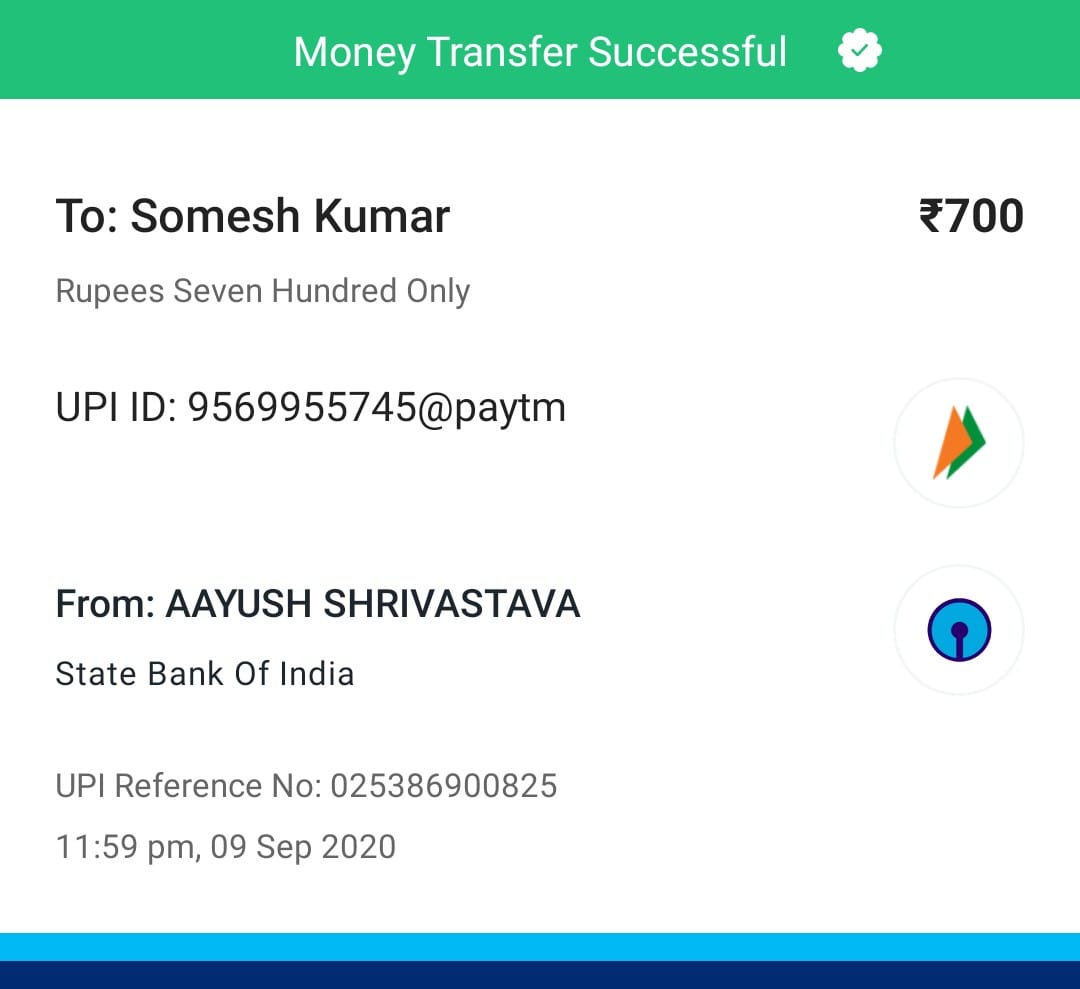 Money Transfer Successful
To: Somesh Kumar
₹700
Rupees Seven Hundred Only
UPI ID: 9569955745@paytm
From: AAYUSH SHRIVASTAVA
State Bank Of India
UPI Reference No: 025386900825
11:59 pm, 09 Sep 2020